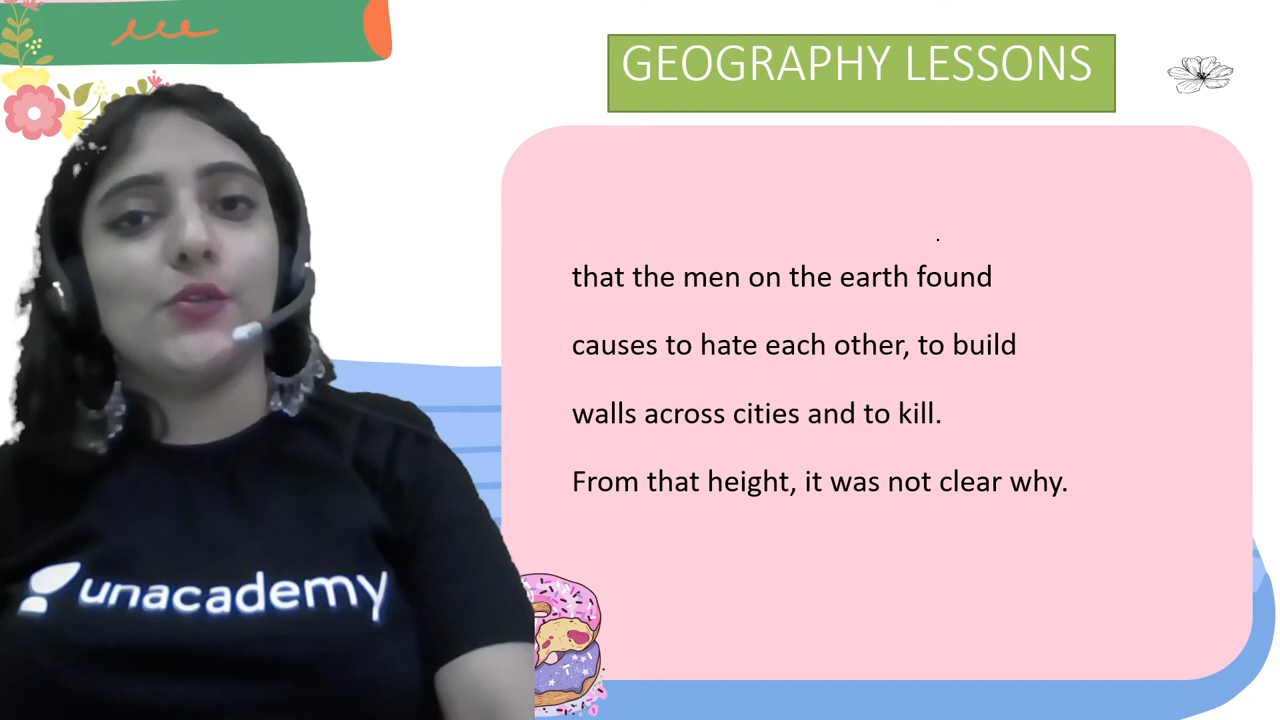 GEOGRAPHY LESSONS
that the men on the earth found
causes to hate each other, to build
walls across cities and to kill.
From that height, it was not clear why.
unacademy